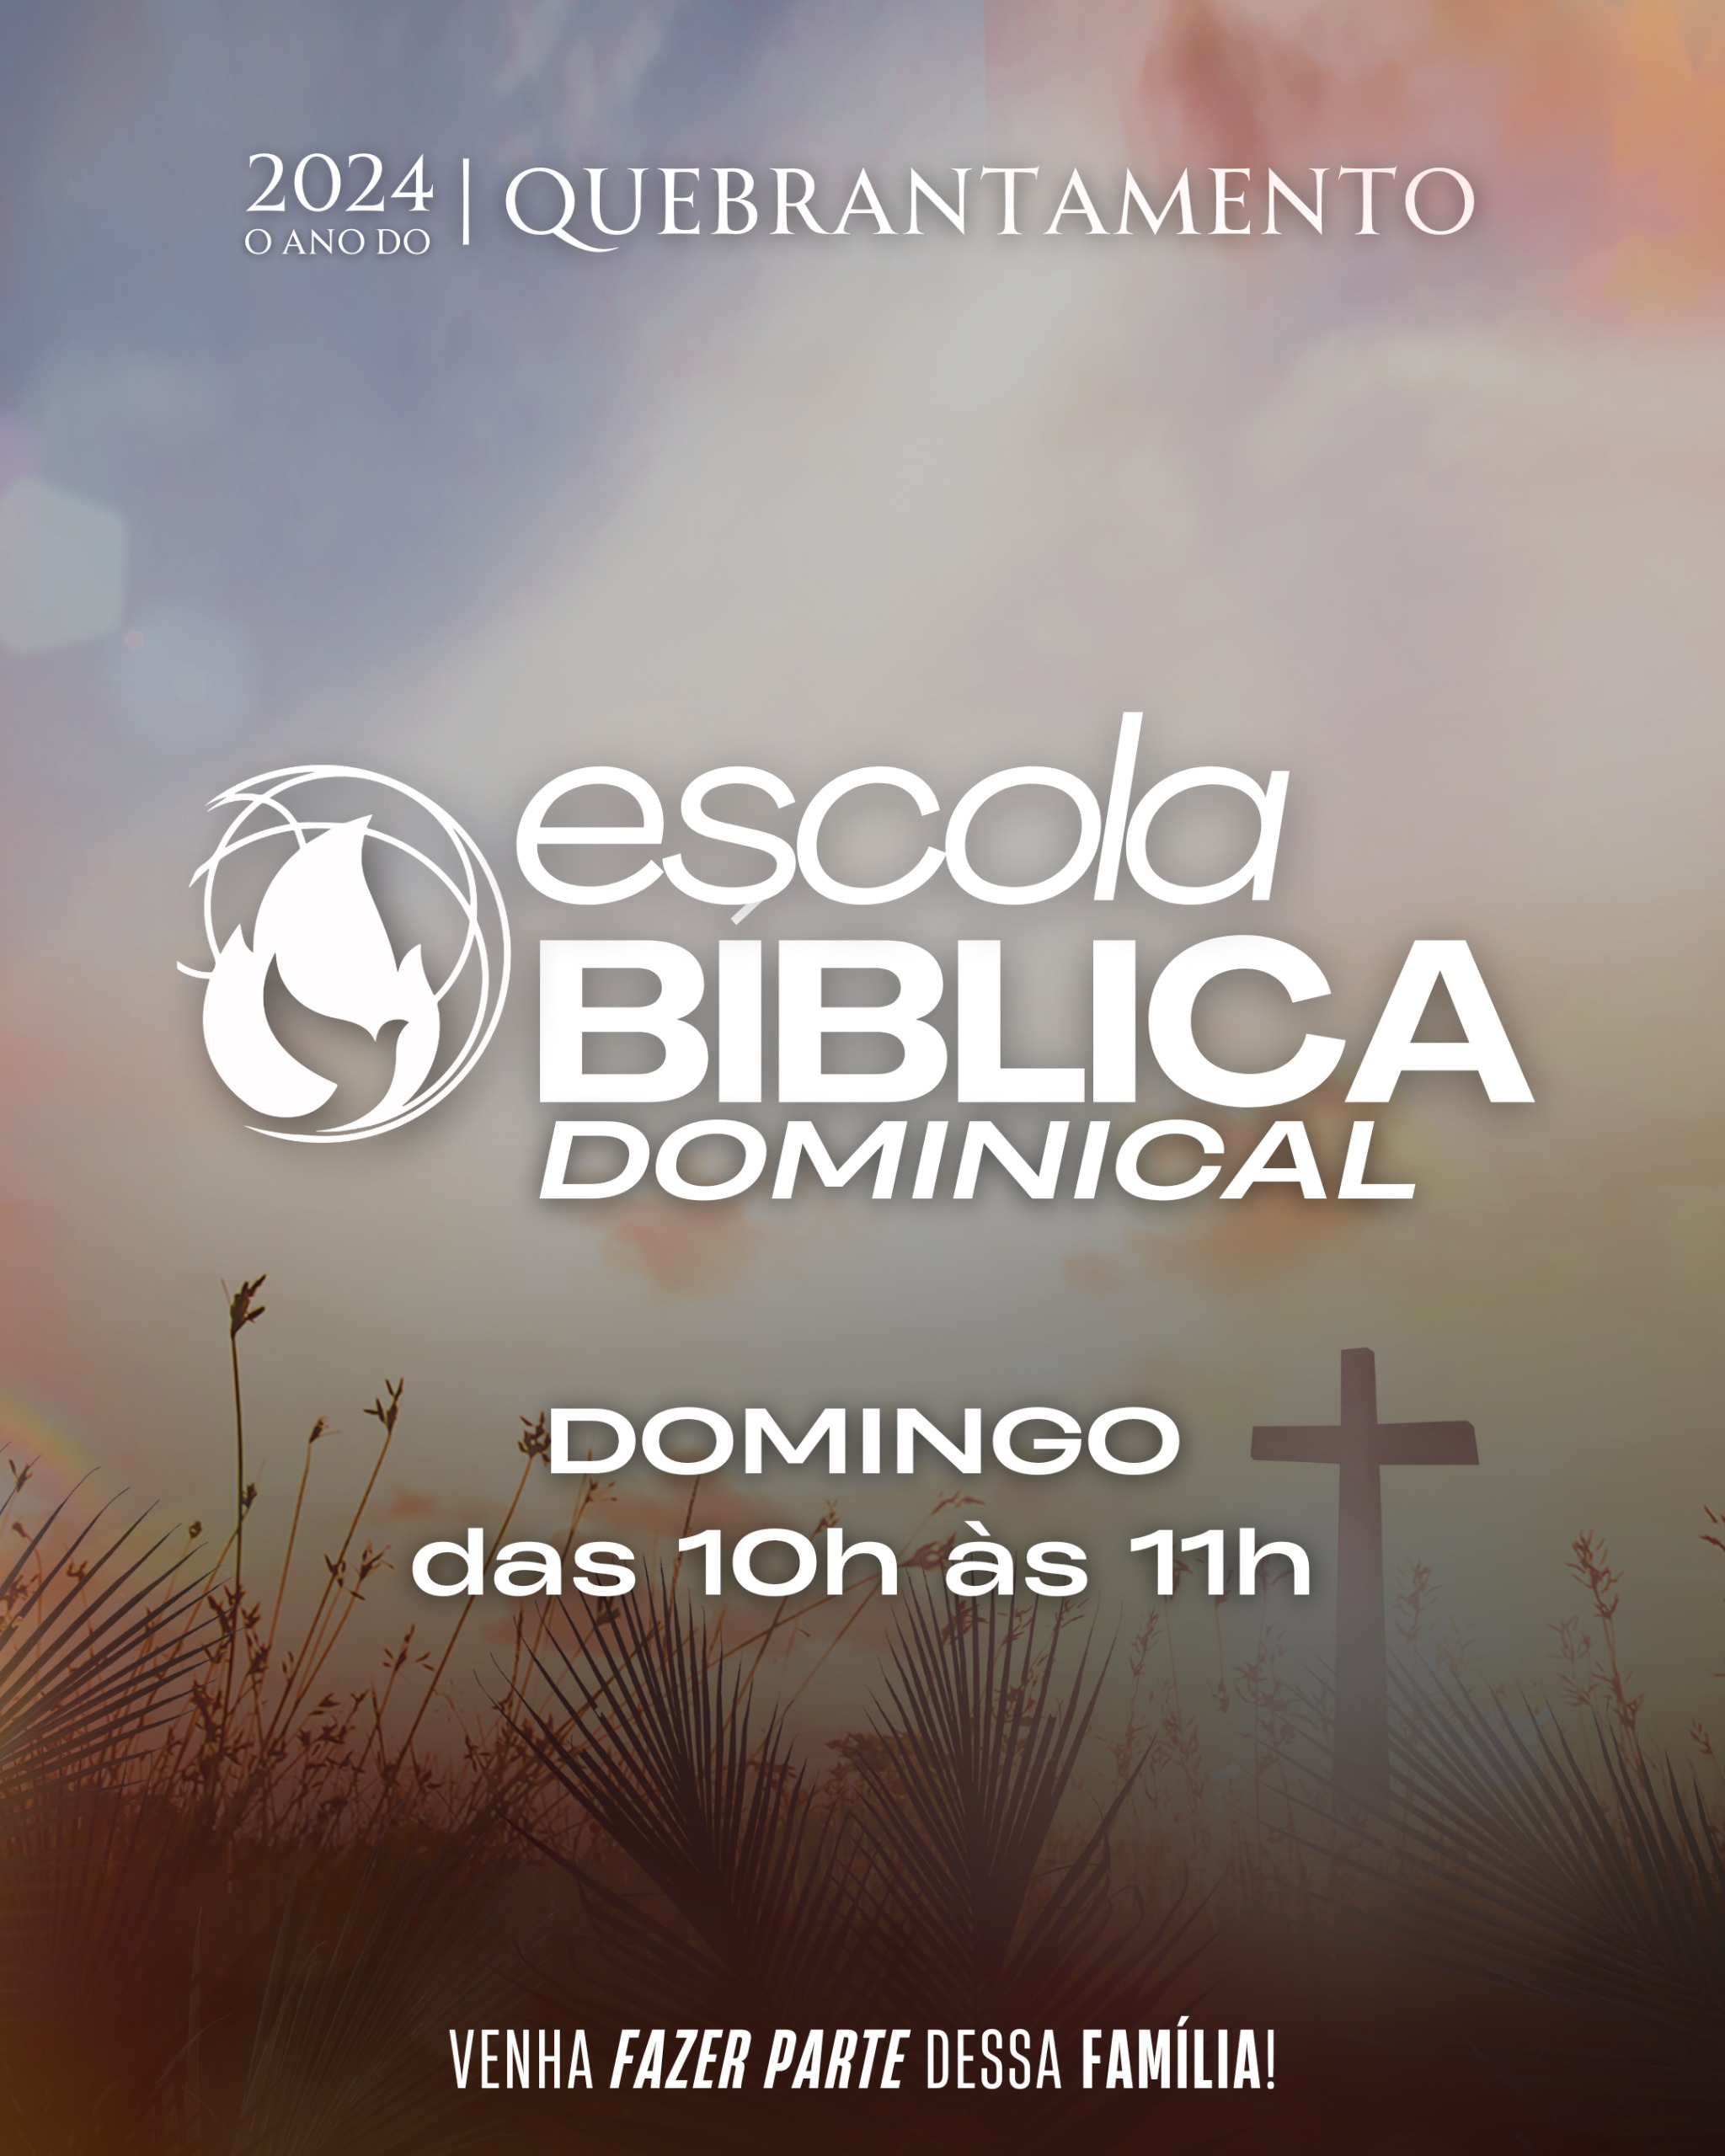 2024 | QUEBRANTAMENTO
O ANO DO
escola
BÍBLICA
DOMINICAL
DOMINGO
das 10h às 11h
VENHA FAZER PARTE DESSA FAMÍLIA!